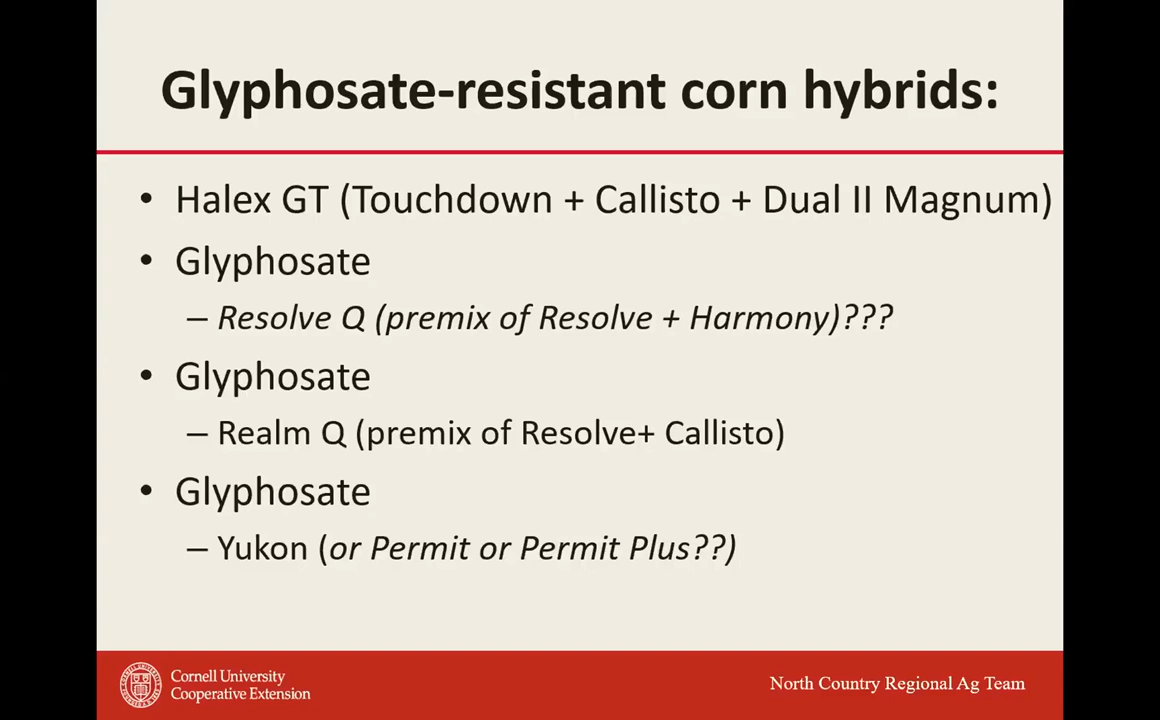 Glyphosate-resistant corn hybrids:
• Halex GT (Touchdown + Callisto + Dual II Magnum)
• Glyphosate
– Resolve Q (premix of Resolve + Harmony)???
• Glyphosate
– Realm Q (premix of Resolve+ Callisto)
• Glyphosate
– Yukon (or Permit or Permit Plus??)
Cornell University
Cooperative Extension
North Country Regional Ag Team